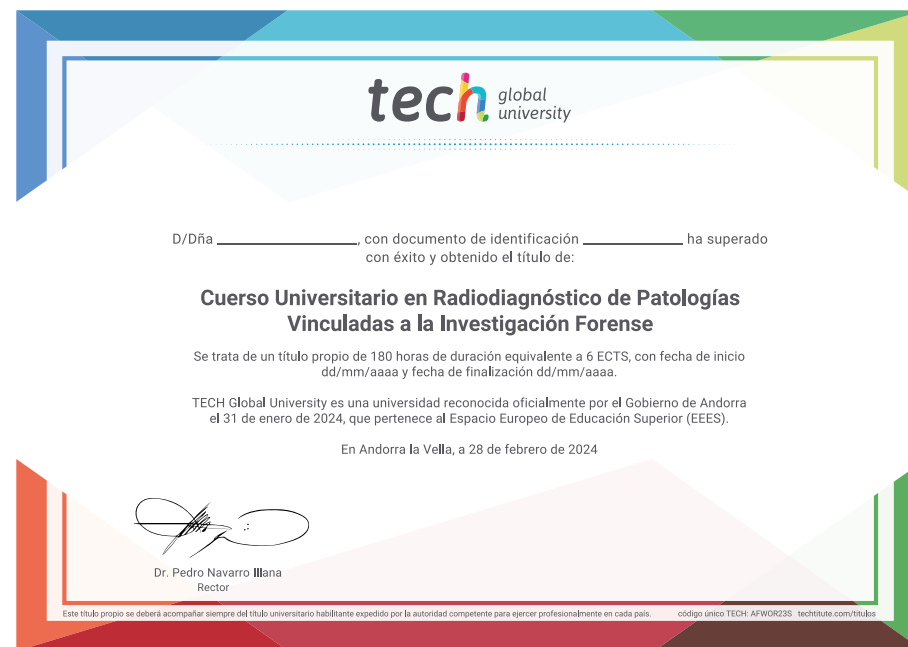 tech global university
D/Dña ____________________, con documento de identificación ______________ ha superado
con éxito y obtenido el título de:
Cuerso Universitario en Radiodiagnóstico de Patologías
Vinculadas a la Investigación Forense
Se trata de un título propio de 180 horas de duración equivalente a 6 ECTS, con fecha de inicio
dd/mm/aaaa y fecha de finalización dd/mm/aaaa.
TECH Global University es una universidad reconocida oficialmente por el Gobierno de Andorra
el 31 de enero de 2024, que pertenece al Espacio Europeo de Educación Superior (EEES).
En Andorra la Vella, a 28 de febrero de 2024
Dr. Pedro Navarro Illana
Rector
Este título propio se deberá acompañar siempre del título universitario habilitante expedido por la autoridad competente para ejercer profesionalmente en cada país. código único TECH: AFWOR23S techtitute.com/titulos